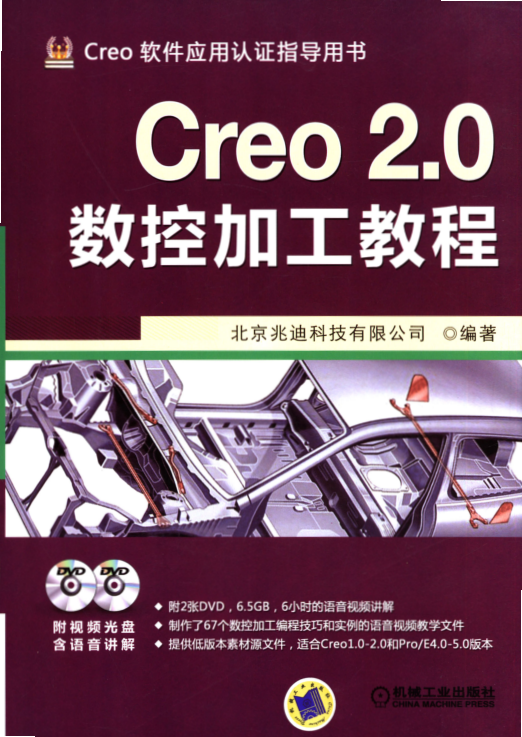 Creo 软件应用认证指导用书
Creo 2.0
数控加工教程
北京兆迪科技有限公司 ◎编著
DVD DVD
附视频光盘
含语音讲解
◆ 附2张DVD，6.5GB，6小时的语音视频讲解
◆ 制作了67个数控加工编程技巧和实例的语音视频教学文件
◆ 提供低版本素材源文件，适合Creo1.0-2.0和Pro/E4.0-5.0版本
机械工业出版社
CHINA MACHINE PRESS